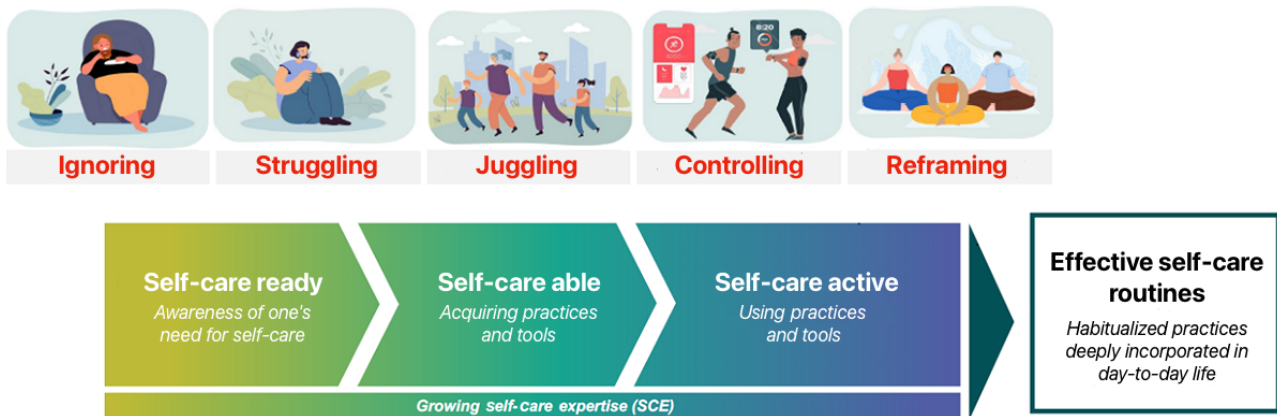 8:20
Ignoring
Struggling
Juggling
Controlling
Reframing
Self-care ready
Awareness of one's
need for self-care
Self-care able
Acquiring practices
and tools
Self-care active
Using practices
and tools
Effective self-care
routines
Habitualized practices
deeply incorporated in
day-to-day life
Growing self-care expertise (SCE)